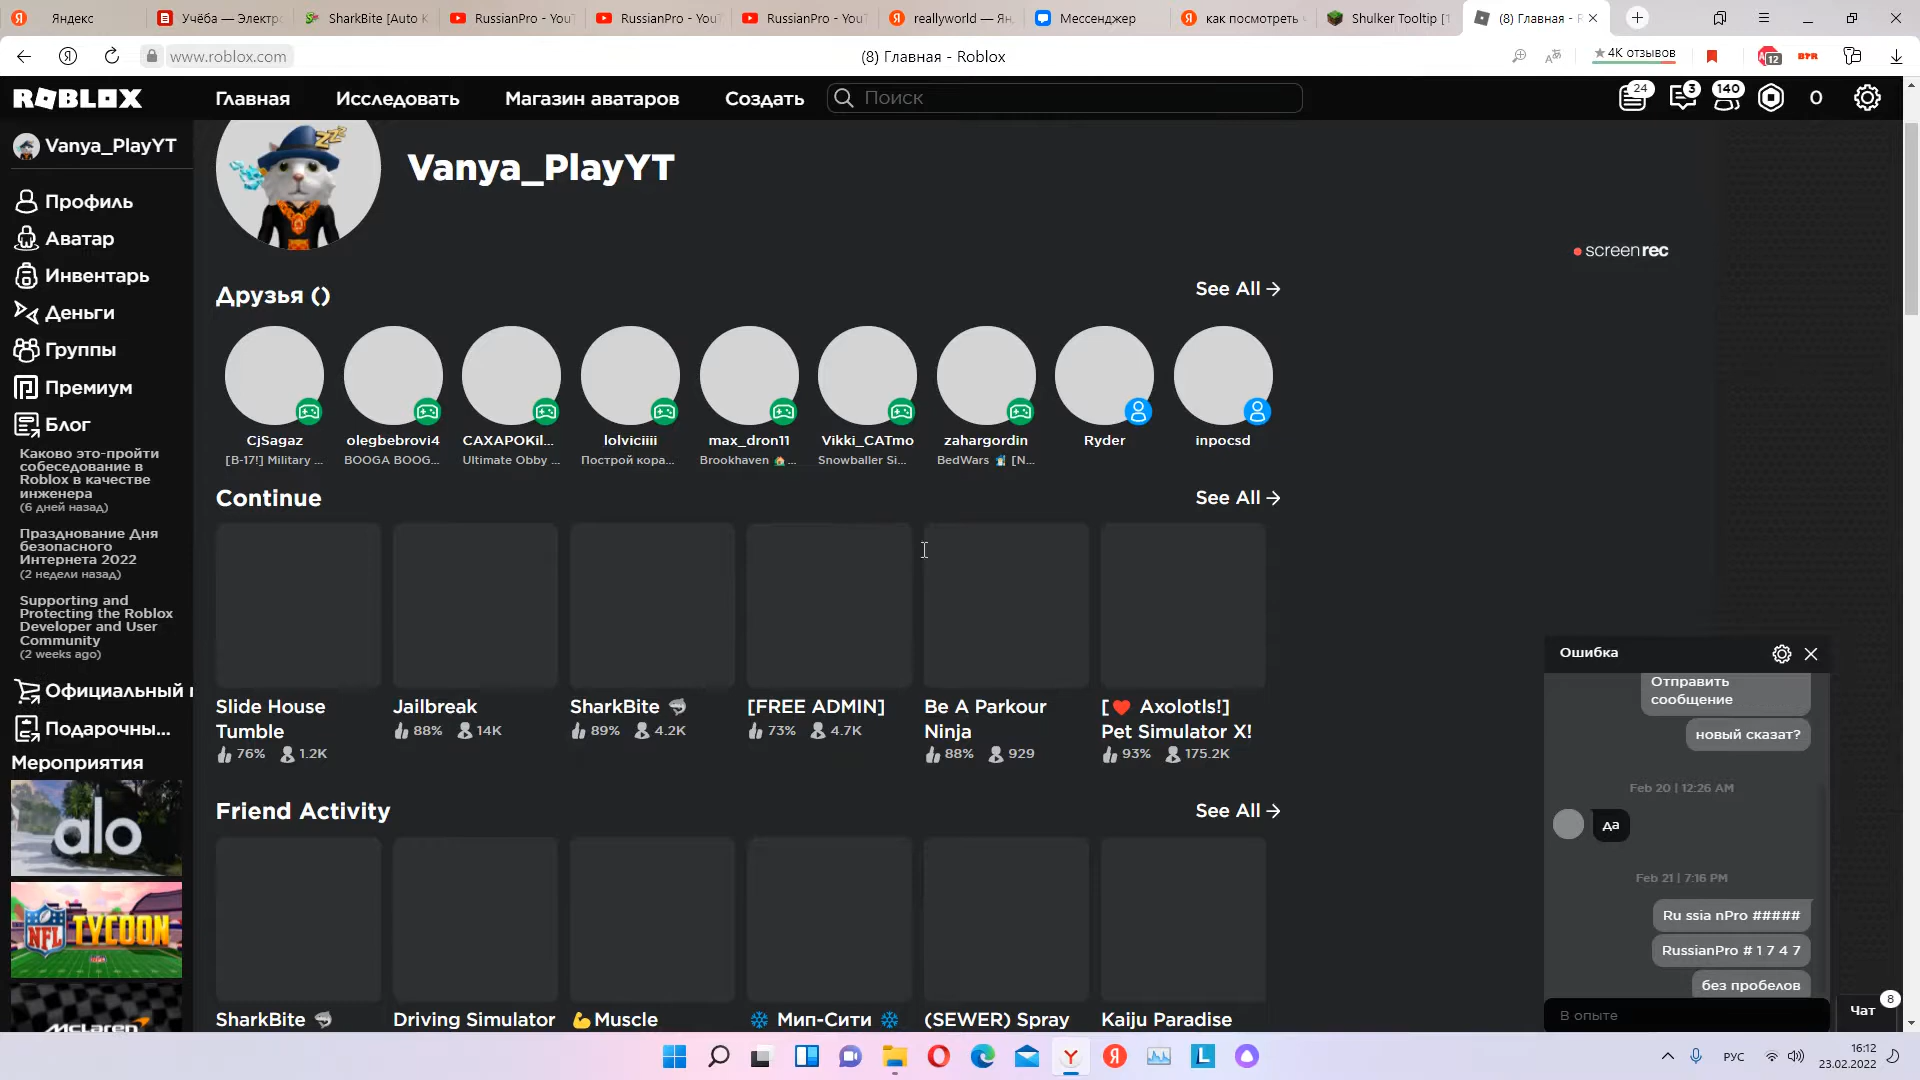 Яндекс
Учёба — Электро
SharkBite [Auto K
RussianPro - YouT
RussianPro - YouT
RussianPro - YouT
reallyworld — Ян
Мессенджер
как посмотреть
Shulker Tooltip [1
(8) Главная - R
www.roblox.com
(8) Главная - Roblox
★ 4K отзывов
12
ROBLOX
Главная
Исследовать
Магазин аватаров
Создать
Поиск
24
3
140
0
Vanya_PlayYT
Профиль
Аватар
Инвентарь
Деньги
Группы
Премиум
Блог
Каково это-пройти
собеседование в
Roblox в качестве
инженера
(6 дней назад)
Празднование Дня
безопасного
Интернета 2022
(2 недели назад)
Supporting and
Protecting the Roblox
Developer and User
Community
(2 weeks ago)
Официальный
Подарочны...
Мероприятия
alo
NFL TYCOON
McLaren
Vanya_PlayYT
screenrec
Друзья ()
See All →
CjSagaz
olegbebrovi4
CAXAPOKil...
lolviciiii
max_dron11
Vikki_CATmo
zahargordin
Ryder
inpocsd
[B-17!] Military ...
BOOGA BOOG...
Ultimate Obby ...
Построй кора...
Brookhaven 🏠...
Snowballer Si...
BedWars [N...
Continue
See All →
Slide House
Tumble
76% 1.2K
Jailbreak
88% 14K
SharkBite 🦈
89% 4.2K
[FREE ADMIN]
73% 4.7K
Be A Parkour
Ninja
88% 929
[❤️ Axolotls!]
Pet Simulator X!
93% 175.2K
Friend Activity
See All →
SharkBite 🦈
Driving Simulator
💪Muscle
❄️ Мип-Сити ❄️
(SEWER) Spray
Kaiju Paradise
Ошибка
Отправить
сообщение
новый сказат?
Feb 20 | 12:26 AM
да
Feb 21 | 7:16 PM
Ru ssia nPro #####
RussianPro # 1 7 4 7
без пробелов
В опыте
Чат
8
РУС
16:12
23.02.2022